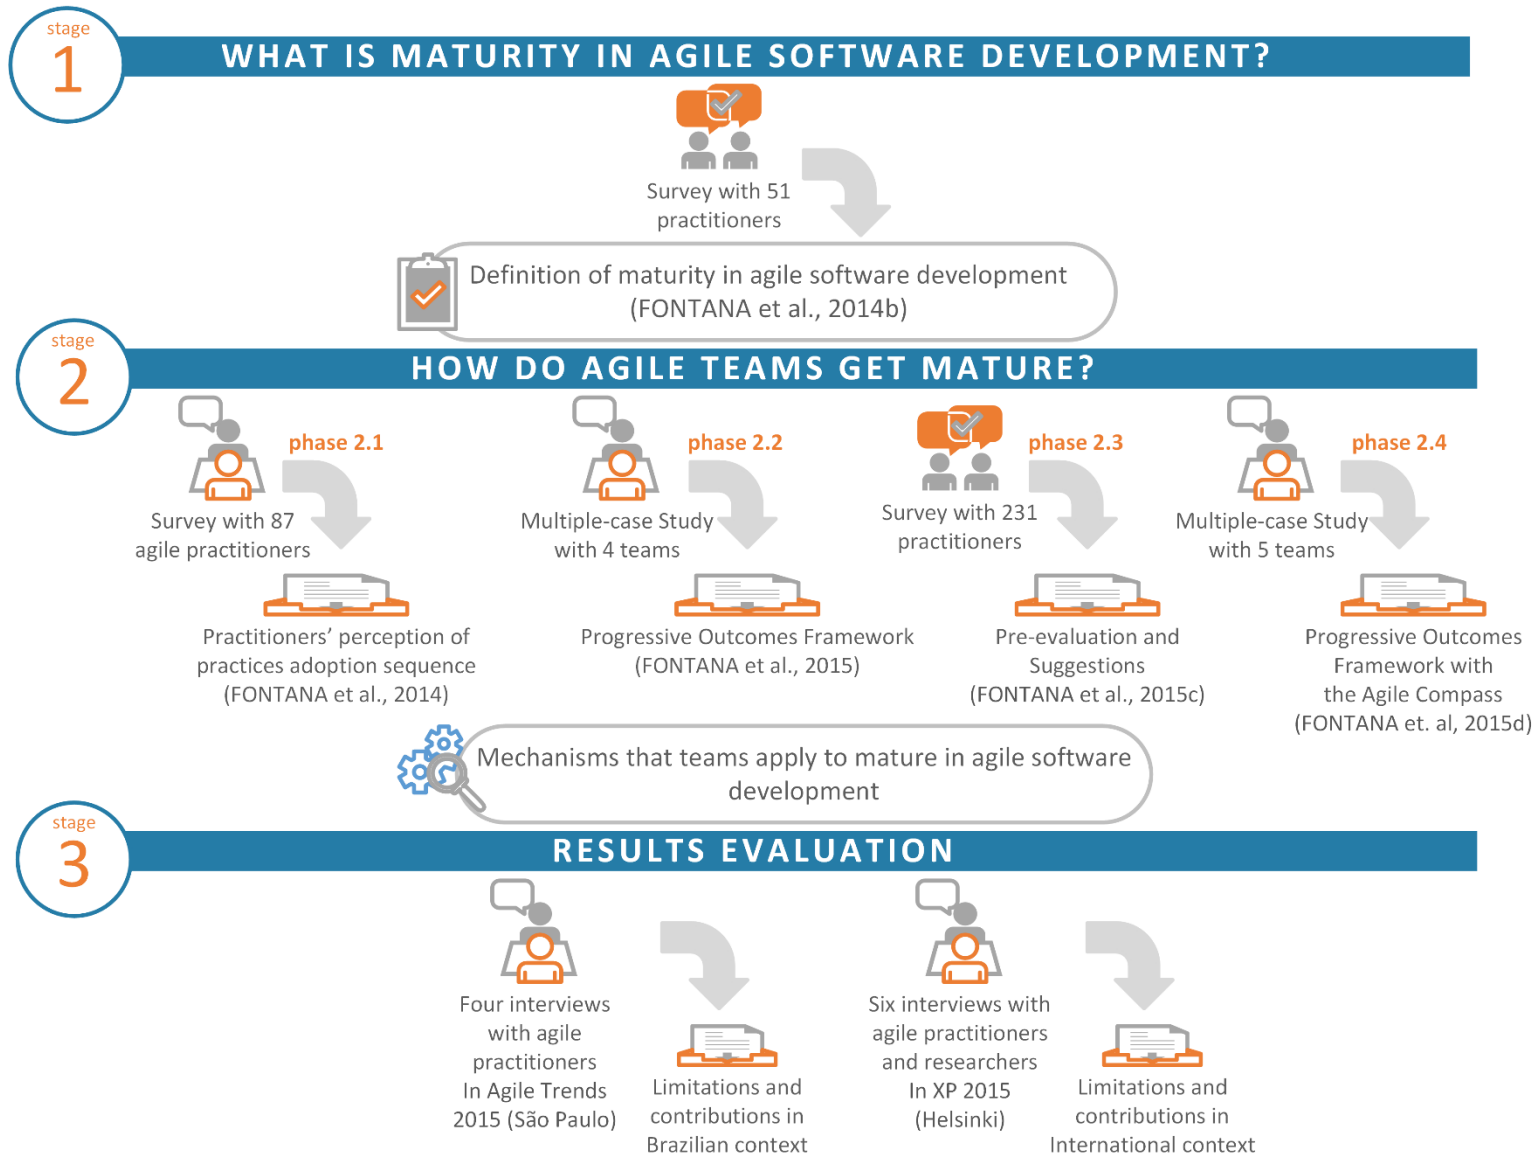 stage
1
WHAT IS MATURITY IN AGILE SOFTWARE DEVELOPMENT?
Survey with 51
practitioners
Definition of maturity in agile software development
(FONTANA et al., 2014b)
stage
2
HOW DO AGILE TEAMS GET MATURE?
phase 2.1
Survey with 87
agile practitioners
Practitioners' perception of
practices adoption sequence
(FONTANA et al., 2014)
phase 2.2
Multiple-case Study
with 4 teams
Progressive Outcomes Framework
(FONTANA et al., 2015)
phase 2.3
Survey with 231
practitioners
Pre-evaluation and
Suggestions
(FONTANA et al., 2015c)
phase 2.4
Multiple-case Study
with 5 teams
Progressive Outcomes
Framework with
the Agile Compass
(FONTANA et. al, 2015d)
Mechanisms that teams apply to mature in agile software
development
stage
3
RESULTS EVALUATION
Four interviews
with agile
practitioners
In Agile Trends
2015 (São Paulo)
Limitations and
contributions in
Brazilian context
Six interviews with
agile practitioners
and researchers
In XP 2015
(Helsinki)
Limitations and
contributions in
International context